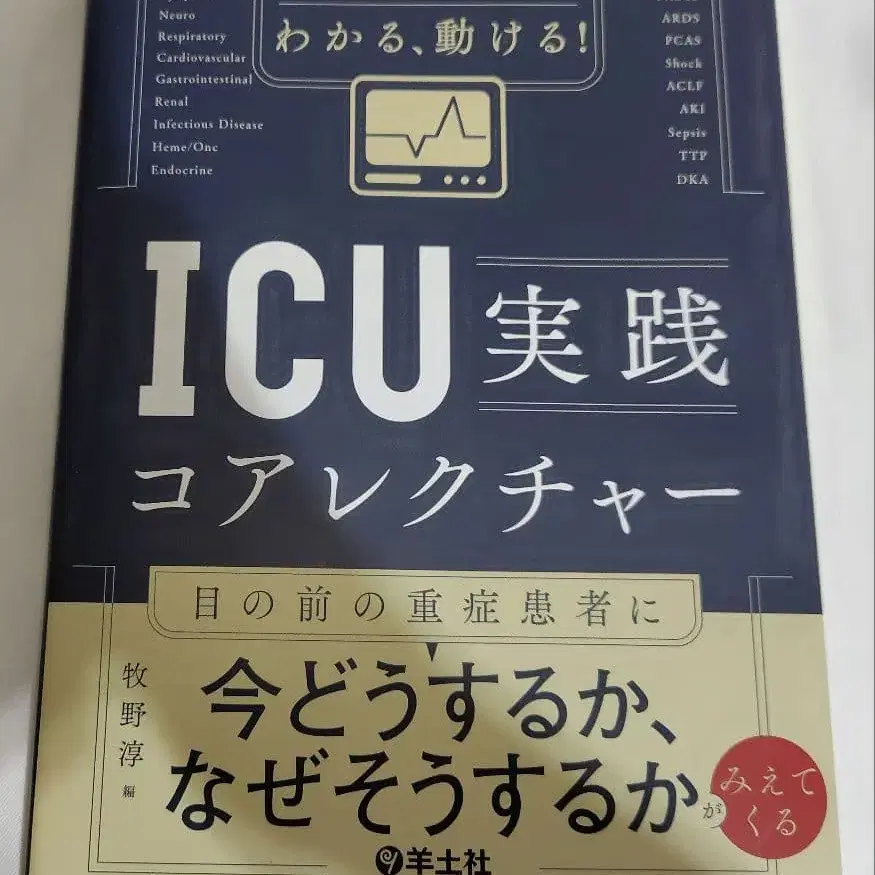 Neuro
Respiratory
Cardiovascular
Gastrointestinal
Renal
Infectious Disease
Heme/Onc
Endocrine
わかる、動ける!
ARDS
PCAS
Shock
ACLF
AKI
Sepsis
TTP
DKA
ICU 実践
コアレクチャー
目の前の重症患者に
今どうするか、
なぜそうするかが
みえて
くる
牧野淳 編
羊土社